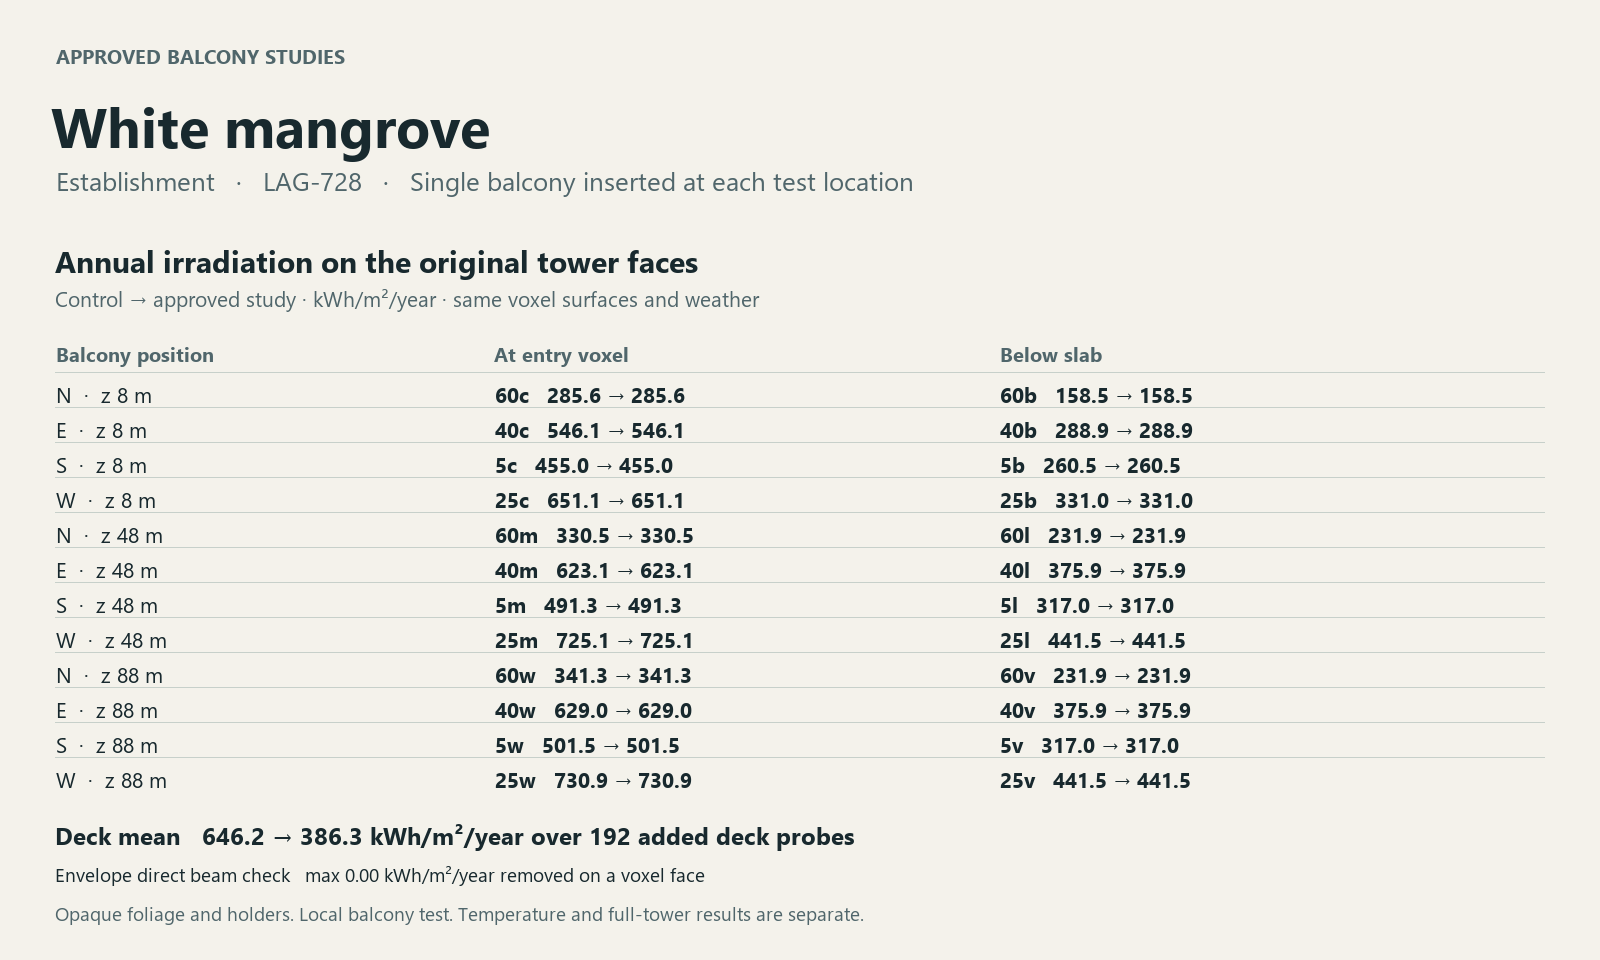 APPROVED BALCONY STUDIES
White mangrove
Establishment · LAG-728 · Single balcony inserted at each test location
Annual irradiation on the original tower faces
Control → approved study · kWh/m²/year · same voxel surfaces and weather
Balcony position At entry voxel Below slab
N · z 8 m 60c 285.6 → 285.6 60b 158.5 → 158.5
E · z 8 m 40c 546.1 → 546.1 40b 288.9 → 288.9
S · z 8 m 5c 455.0 → 455.0 5b 260.5 → 260.5
W · z 8 m 25c 651.1 → 651.1 25b 331.0 → 331.0
N · z 48 m 60m 330.5 → 330.5 60l 231.9 → 231.9
E · z 48 m 40m 623.1 → 623.1 40l 375.9 → 375.9
S · z 48 m 5m 491.3 → 491.3 5l 317.0 → 317.0
W · z 48 m 25m 725.1 → 725.1 25l 441.5 → 441.5
N · z 88 m 60w 341.3 → 341.3 60v 231.9 → 231.9
E · z 88 m 40w 629.0 → 629.0 40v 375.9 → 375.9
S · z 88 m 5w 501.5 → 501.5 5v 317.0 → 317.0
W · z 88 m 25w 730.9 → 730.9 25v 441.5 → 441.5
Deck mean 646.2 → 386.3 kWh/m²/year over 192 added deck probes
Envelope direct beam check max 0.00 kWh/m²/year removed on a voxel face
Opaque foliage and holders. Local balcony test. Temperature and full-tower results are separate.